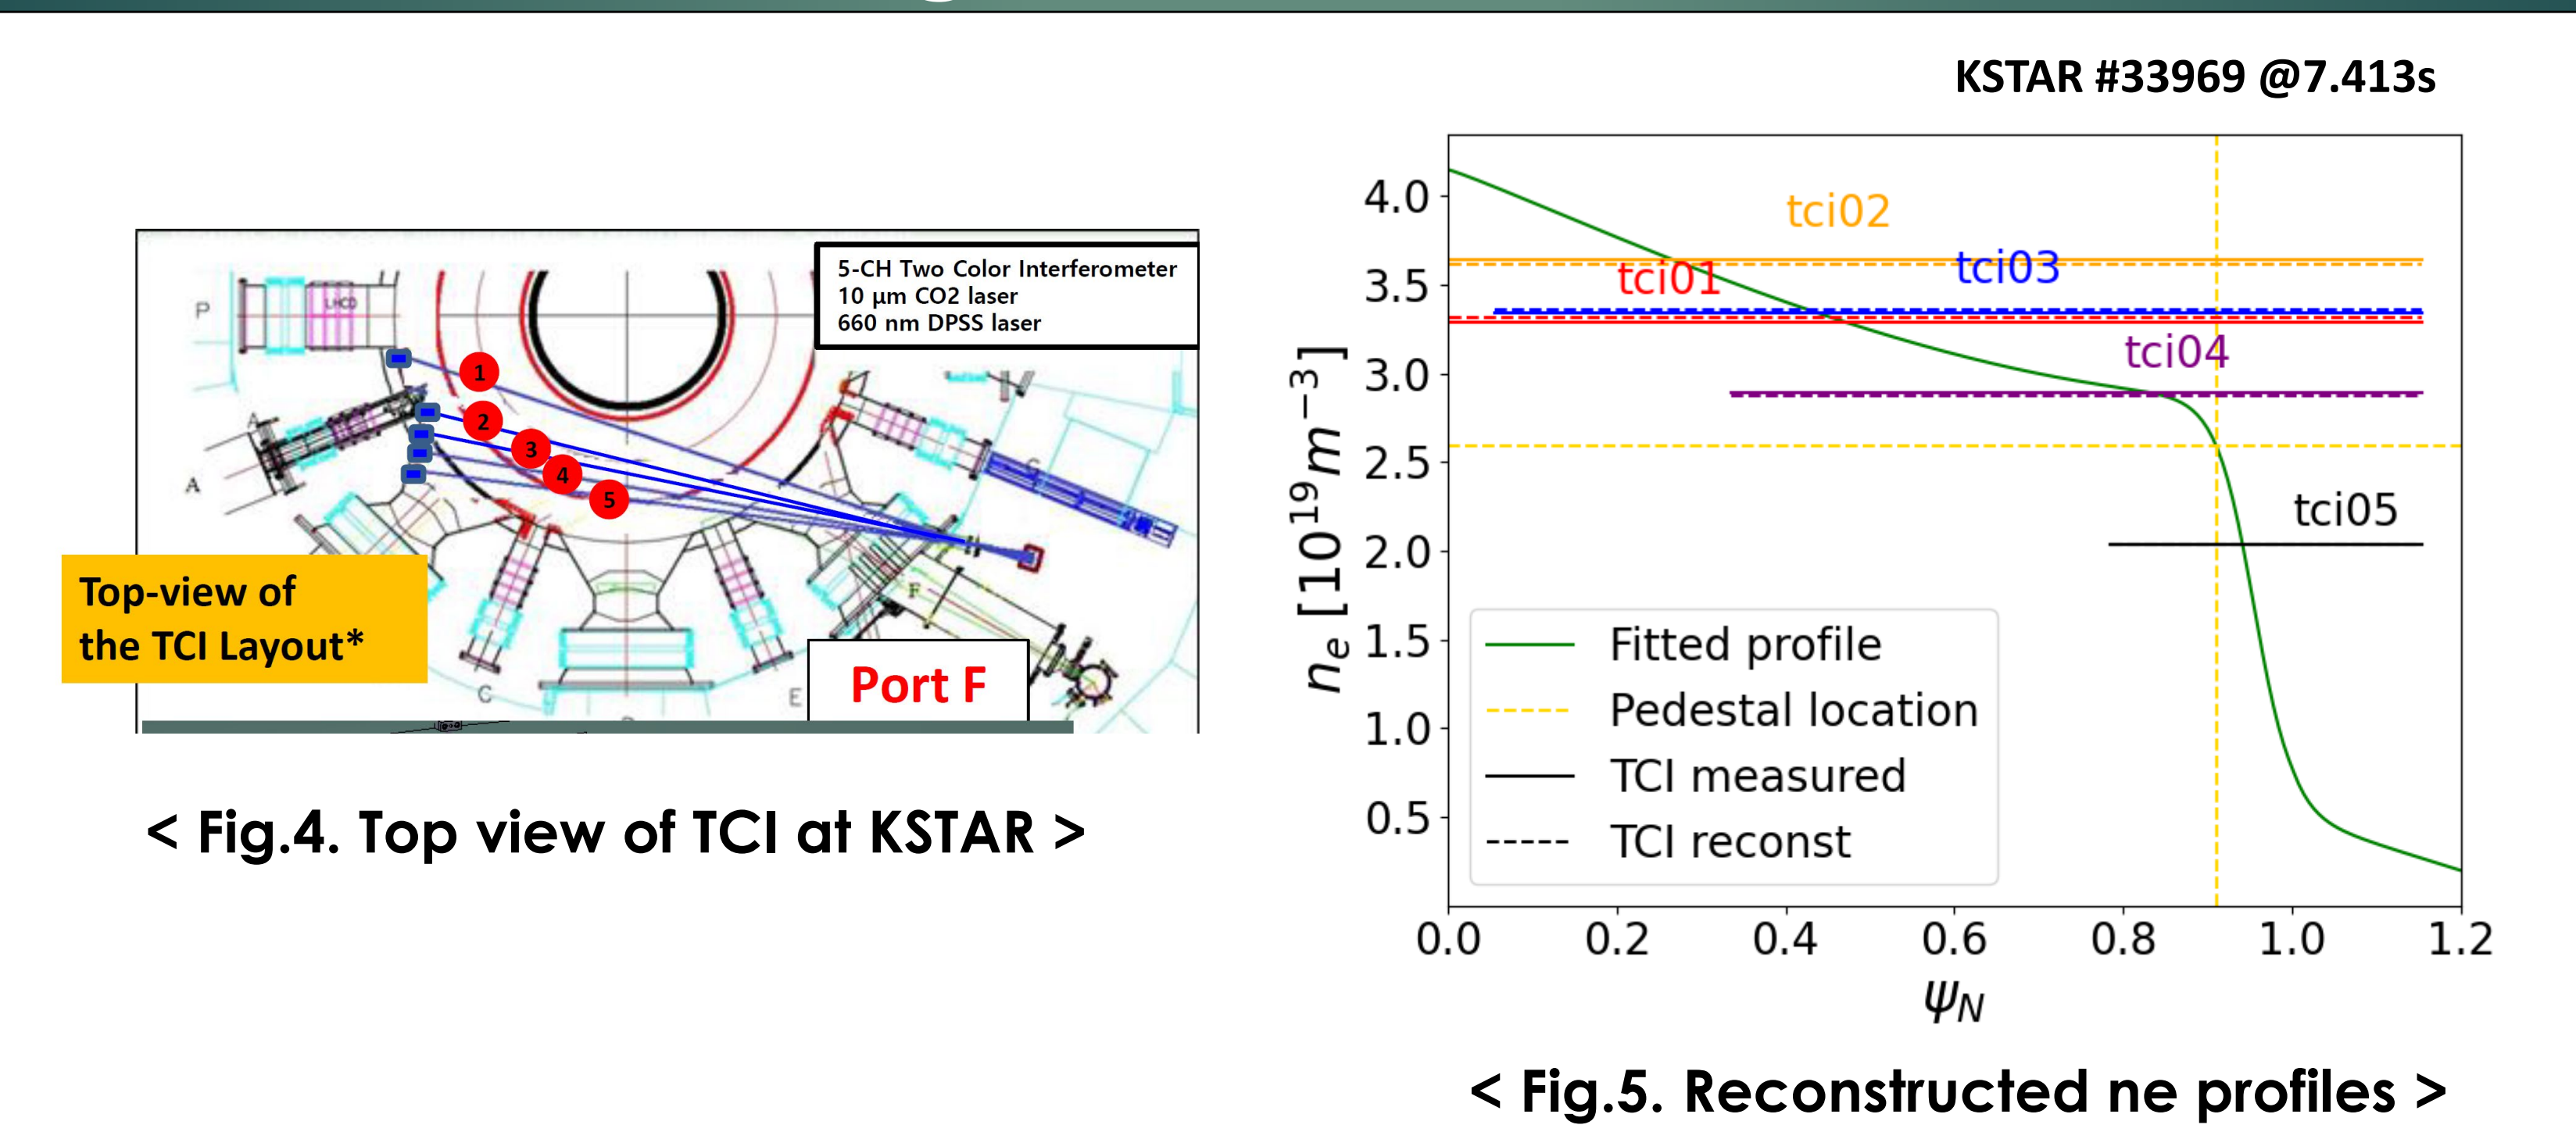 KSTAR #33969 @7.413s
5-CH Two Color Interferometer
10 μm CO2 laser
660 nm DPSS laser
P
LHCD
1
2
3
4
5
A
A
G
F
C
E
Top-view of
the TCI Layout*
Port F
< Fig.4. Top view of TCI at KSTAR >
4.0
3.5
3.0
2.5
2.0
1.5
1.0
0.5
nₑ [10¹⁹m⁻³]
tci02
tci01
tci03
tci04
tci05
Fitted profile
Pedestal location
TCI measured
TCI reconst
0.0 0.2 0.4 0.6 0.8 1.0 1.2
ψN
< Fig.5. Reconstructed ne profiles >